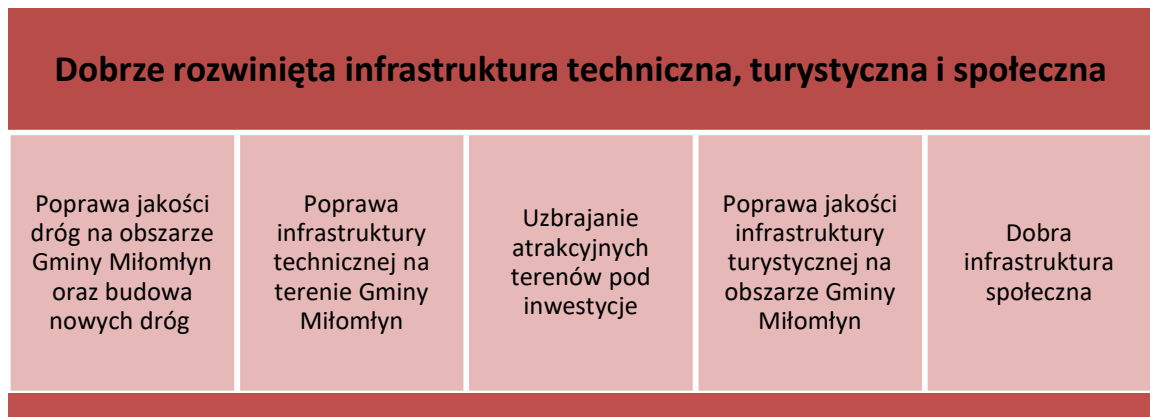 Dobrze rozwinięta infrastruktura techniczna, turystyczna i społeczna
Poprawa jakości
dróg na obszarze
Gminy Miłomłyn
oraz budowa
nowych dróg
Poprawa
infrastruktury
technicznej na
terenie Gminy
Miłomłyn
Uzbrajanie
atrakcyjnych
terenów pod
inwestycje
Poprawa jakości
infrastruktury
turystycznej na
obszarze Gminy
Miłomłyn
Dobra
infrastruktura
społeczna